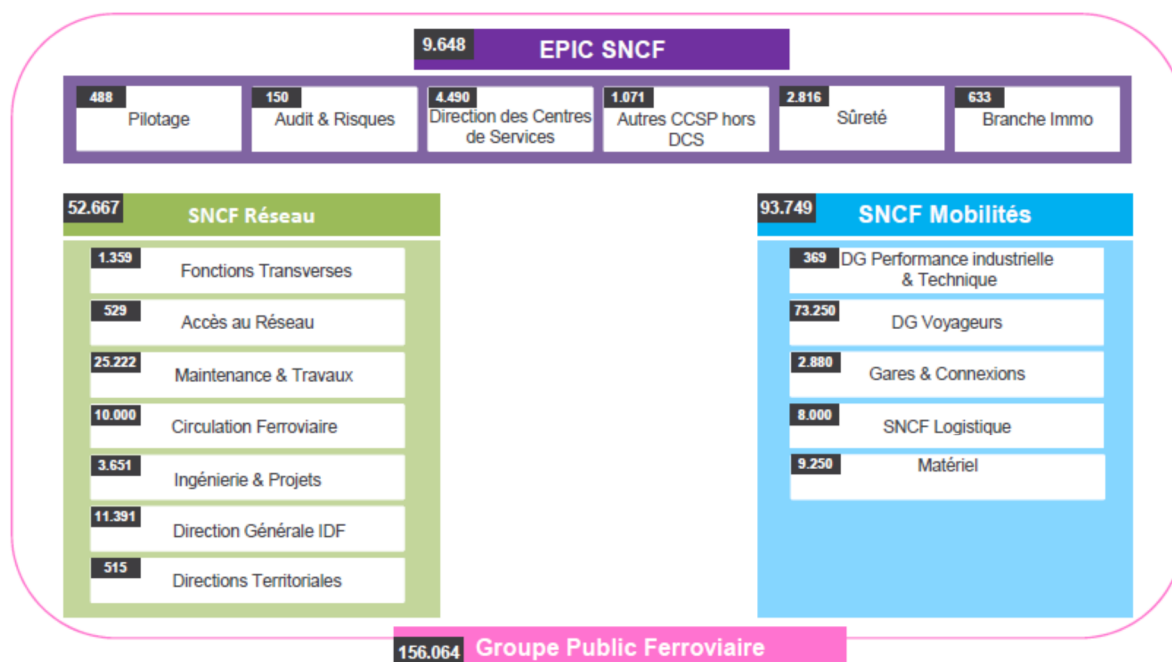 9.648
EPIC SNCF
488
Pilotage
150
Audit & Risques
4.490
Direction des Centres
de Services
1.071
Autres CCSP hors
DCS
2.816
Sûreté
633
Branche Immo
52.667
SNCF Réseau
1.359
Fonctions Transverses
529
Accès au Réseau
25.222
Maintenance & Travaux
10.000
Circulation Ferroviaire
3.651
Ingénierie & Projets
11.391
Direction Générale IDF
515
Directions Territoriales
93.749
SNCF Mobilités
369
DG Performance industrielle
& Technique
73.250
DG Voyageurs
2.880
Gares & Connexions
8.000
SNCF Logistique
9.250
Matériel
156.064
Groupe Public Ferroviaire